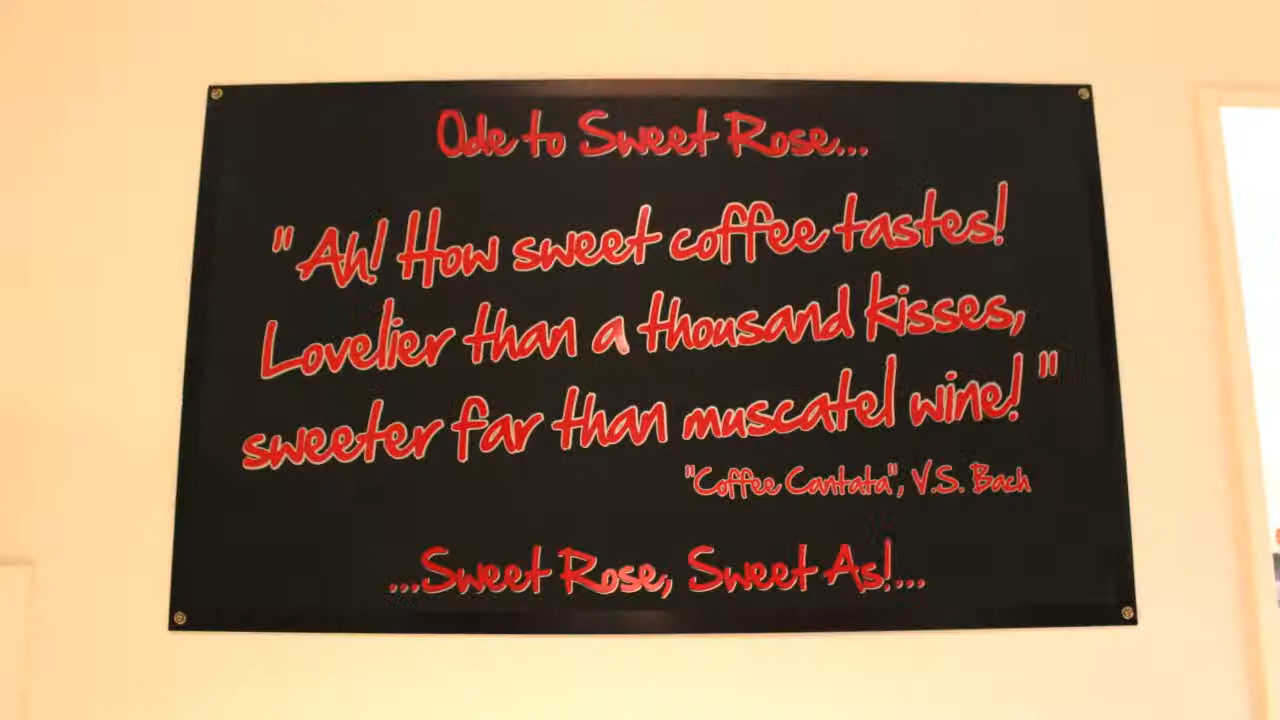 Ode to Sweet Rose...
"Ah! How sweet coffee tastes!
Lovelier than a thousand kisses,
sweeter far than muscatel wine!"
"Coffee Cantata", V.S. Bach
...Sweet Rose, Sweet As!...